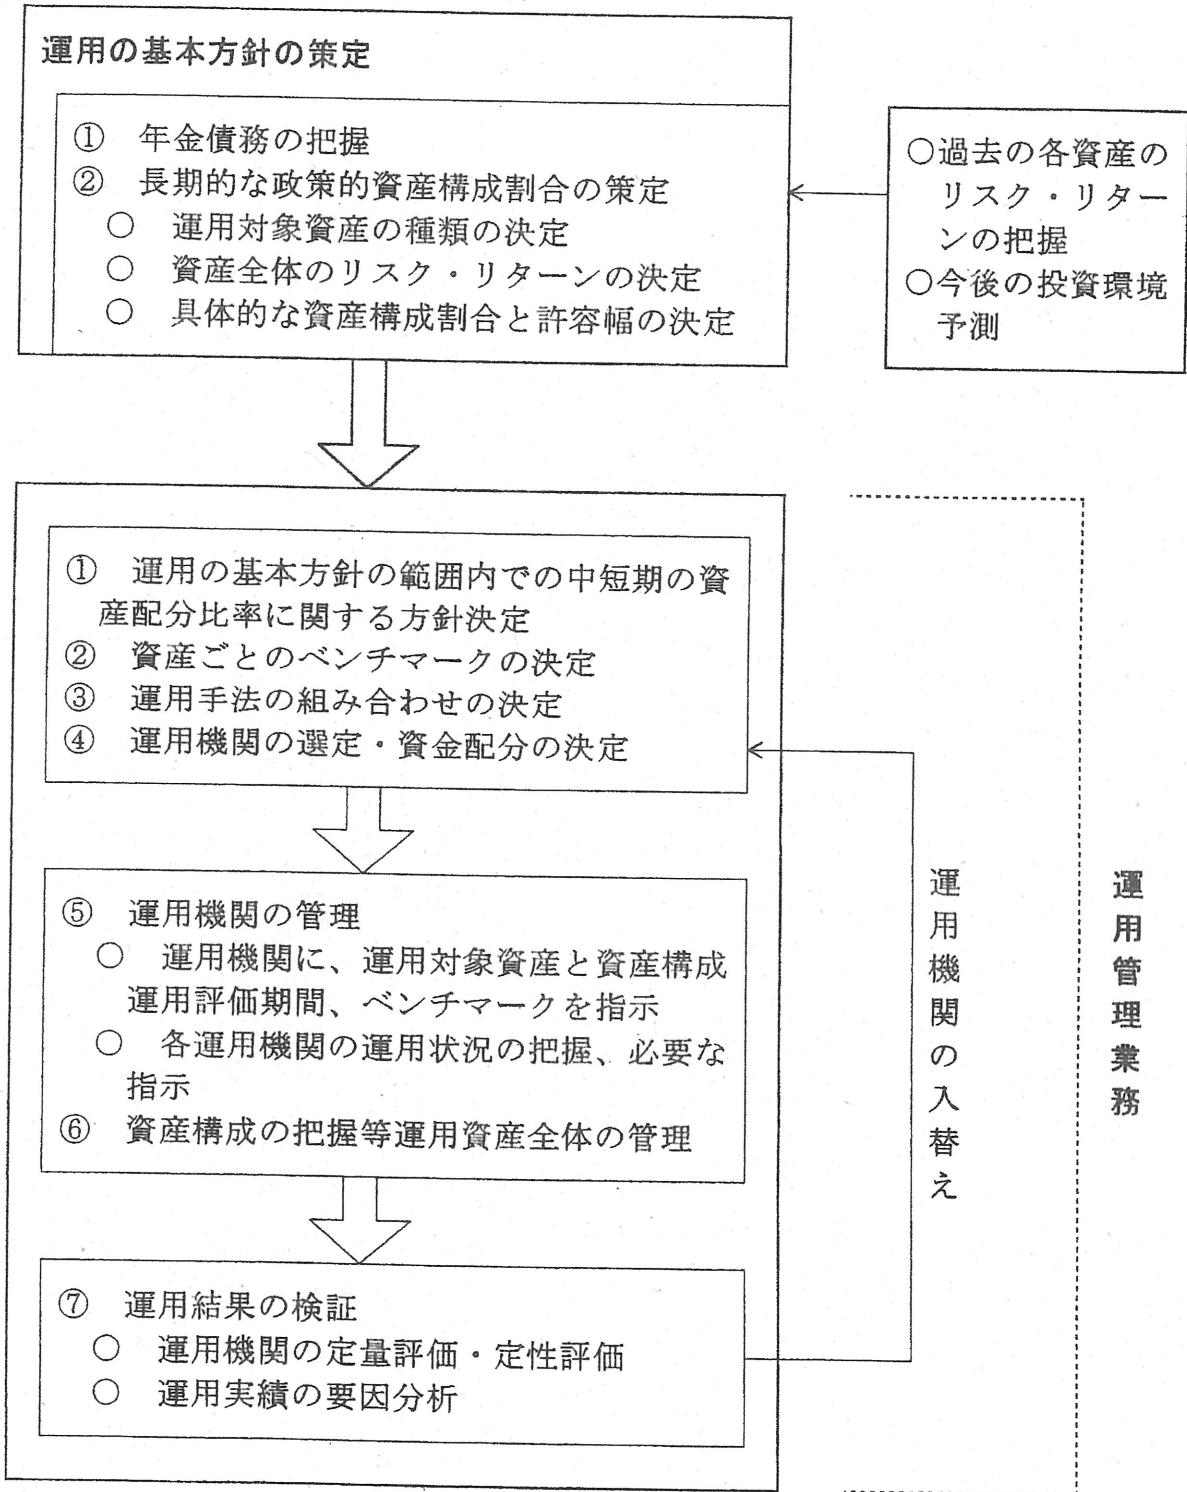 運用の基本方針の策定
① 年金債務の把握
② 長期的な政策的資産構成割合の策定
○ 運用対象資産の種類の決定
○ 資産全体のリスク・リターンの決定
○ 具体的な資産構成割合と許容幅の決定
○過去の各資産の
リスク・リター
ンの把握
○今後の投資環境
予測
① 運用の基本方針の範囲内での中短期の資
産配分比率に関する方針決定
② 資産ごとのベンチマークの決定
③ 運用手法の組み合わせの決定
④ 運用機関の選定・資金配分の決定
⑤ 運用機関の管理
○ 運用機関に、運用対象資産と資産構成
運用評価期間、ベンチマークを指示
○ 各運用機関の運用状況の把握、必要な
指示
⑥ 資産構成の把握等運用資産全体の管理
⑦ 運用結果の検証
○ 運用機関の定量評価・定性評価
○ 運用実績の要因分析
運用機関の入替え
運用管理業務